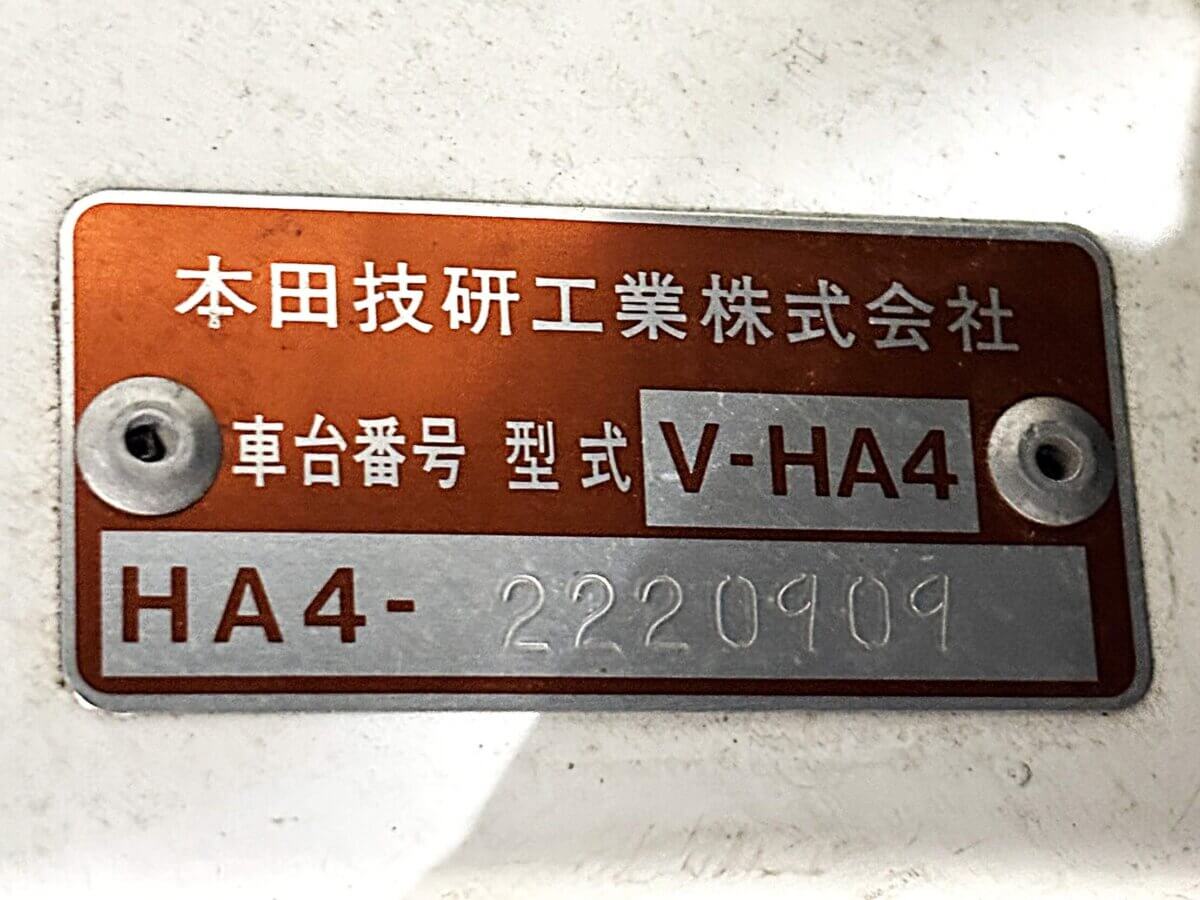 本田技研工業株式会社
車台番号 型式 V-HA4
HA4- 2220909